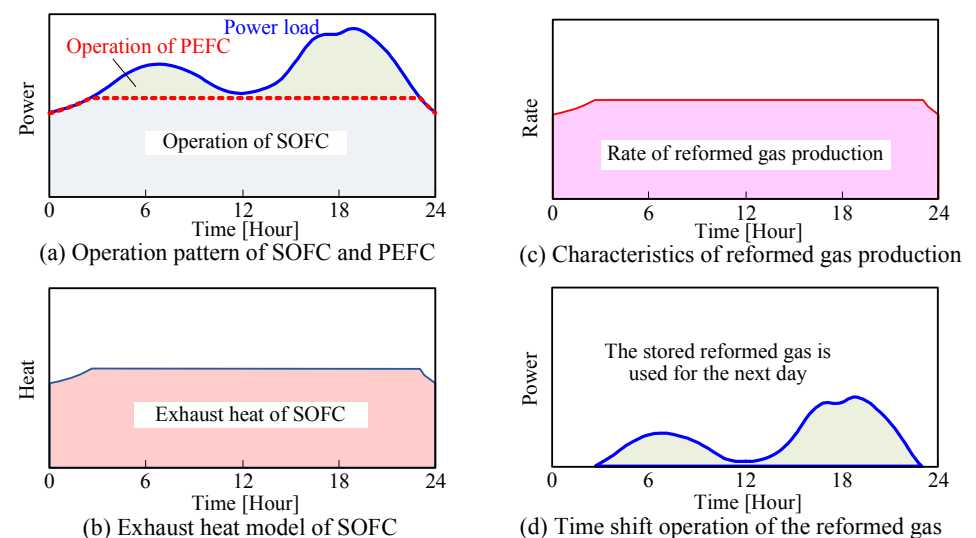 Power load
Operation of PEFC
Power
Operation of SOFC
0 6 12 18 24
Time [Hour]
(a) Operation pattern of SOFC and PEFC
Rate
Rate of reformed gas production
0 6 12 18 24
Time [Hour]
(c) Characteristics of reformed gas production
Heat
Exhaust heat of SOFC
0 6 12 18 24
Time [Hour]
(b) Exhaust heat model of SOFC
Power
The stored reformed gas is
used for the next day
0 6 12 18 24
Time [Hour]
(d) Time shift operation of the reformed gas